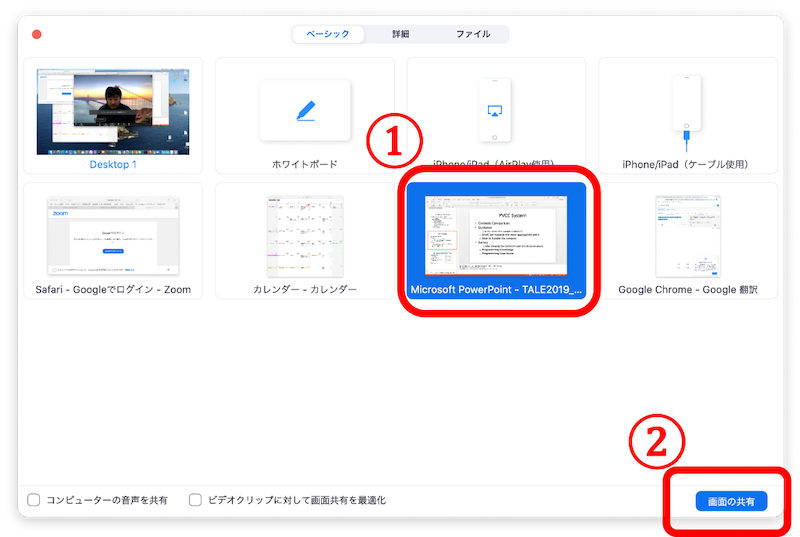 ベーシック 詳細 ファイル
①
Desktop 1 ホワイトボード iPhone/iPad（AirPlay使用） iPhone/iPad（ケーブル使用）
zoom
PVCC System
Safari - Googleでログイン - Zoom カレンダー - カレンダー Microsoft PowerPoint - TALE2019_... Google Chrome - Google 翻訳
②
コンピューターの音声を共有 ビデオクリップに対して画面共有を最適化 画面の共有